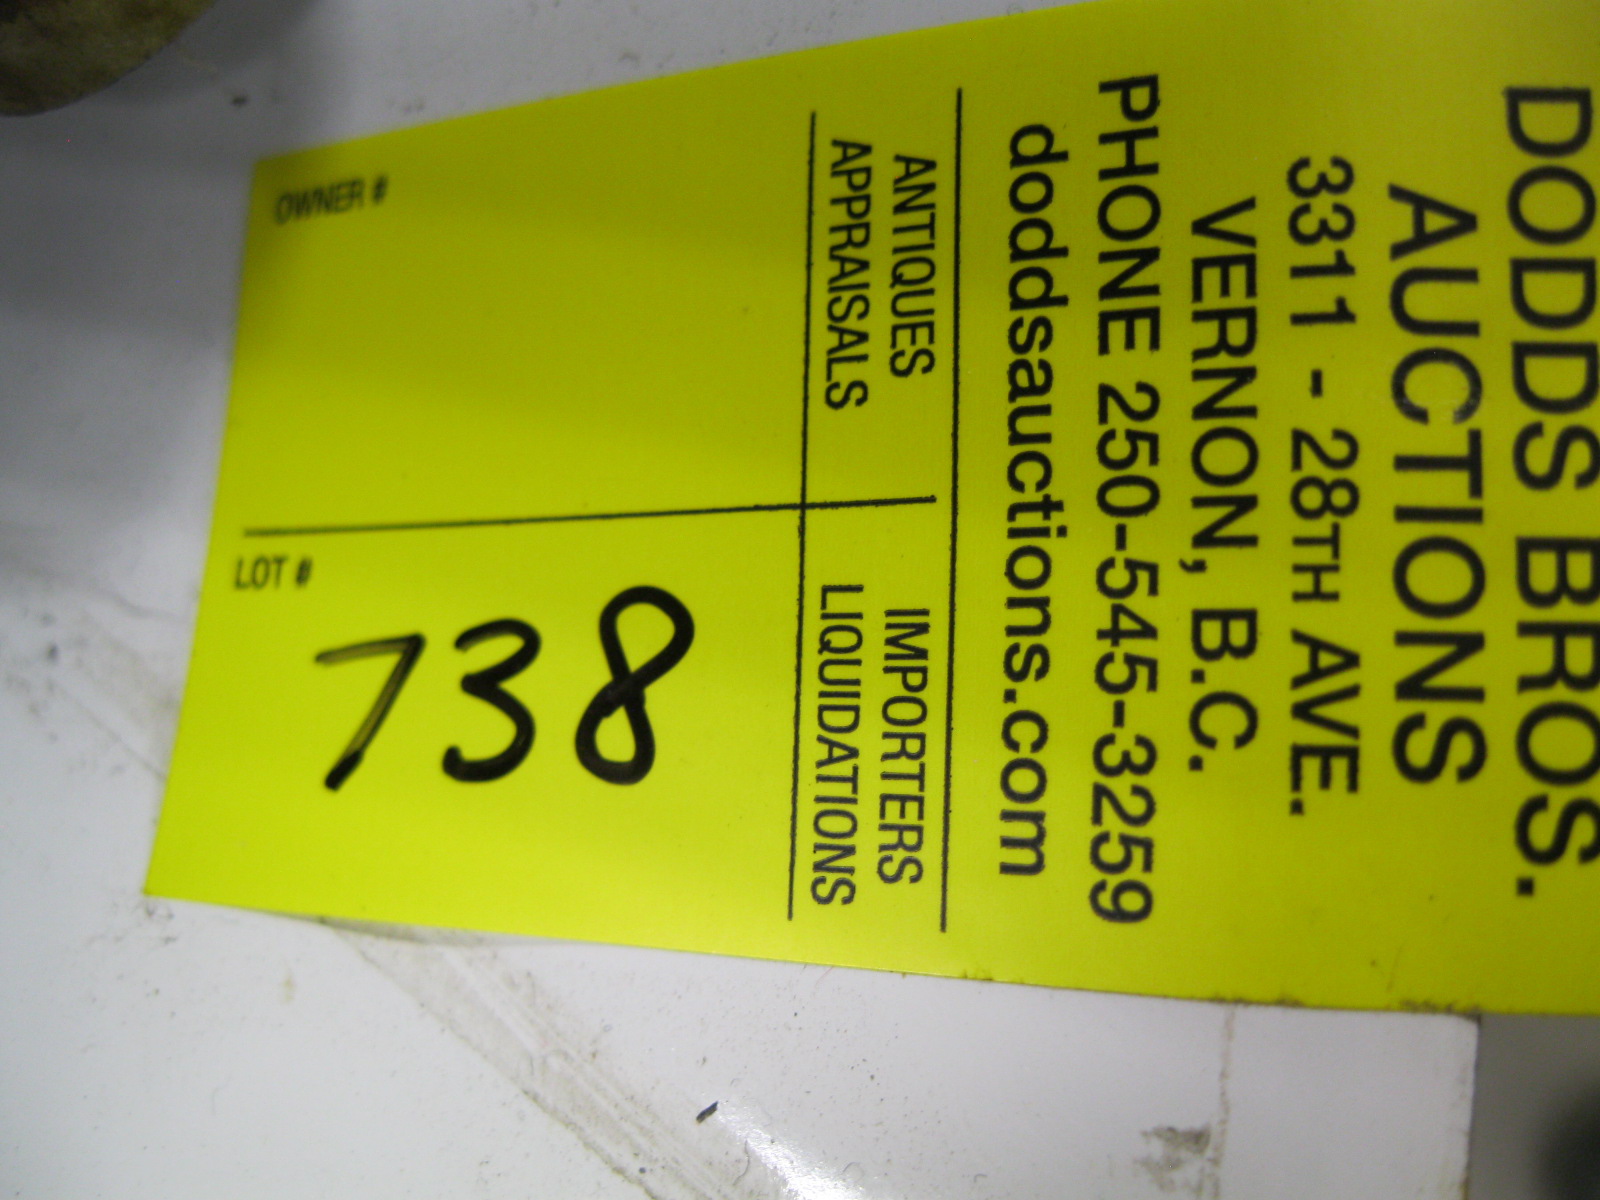 DODDS BROS.
AUCTIONS
3311 - 28TH AVE.
VERNON, B.C.
PHONE 250-545-3259
doddsauctions.com
ANTIQUES
APPRAISALS
IMPORTERS
LIQUIDATIONS
OWNER #
LOT #
738